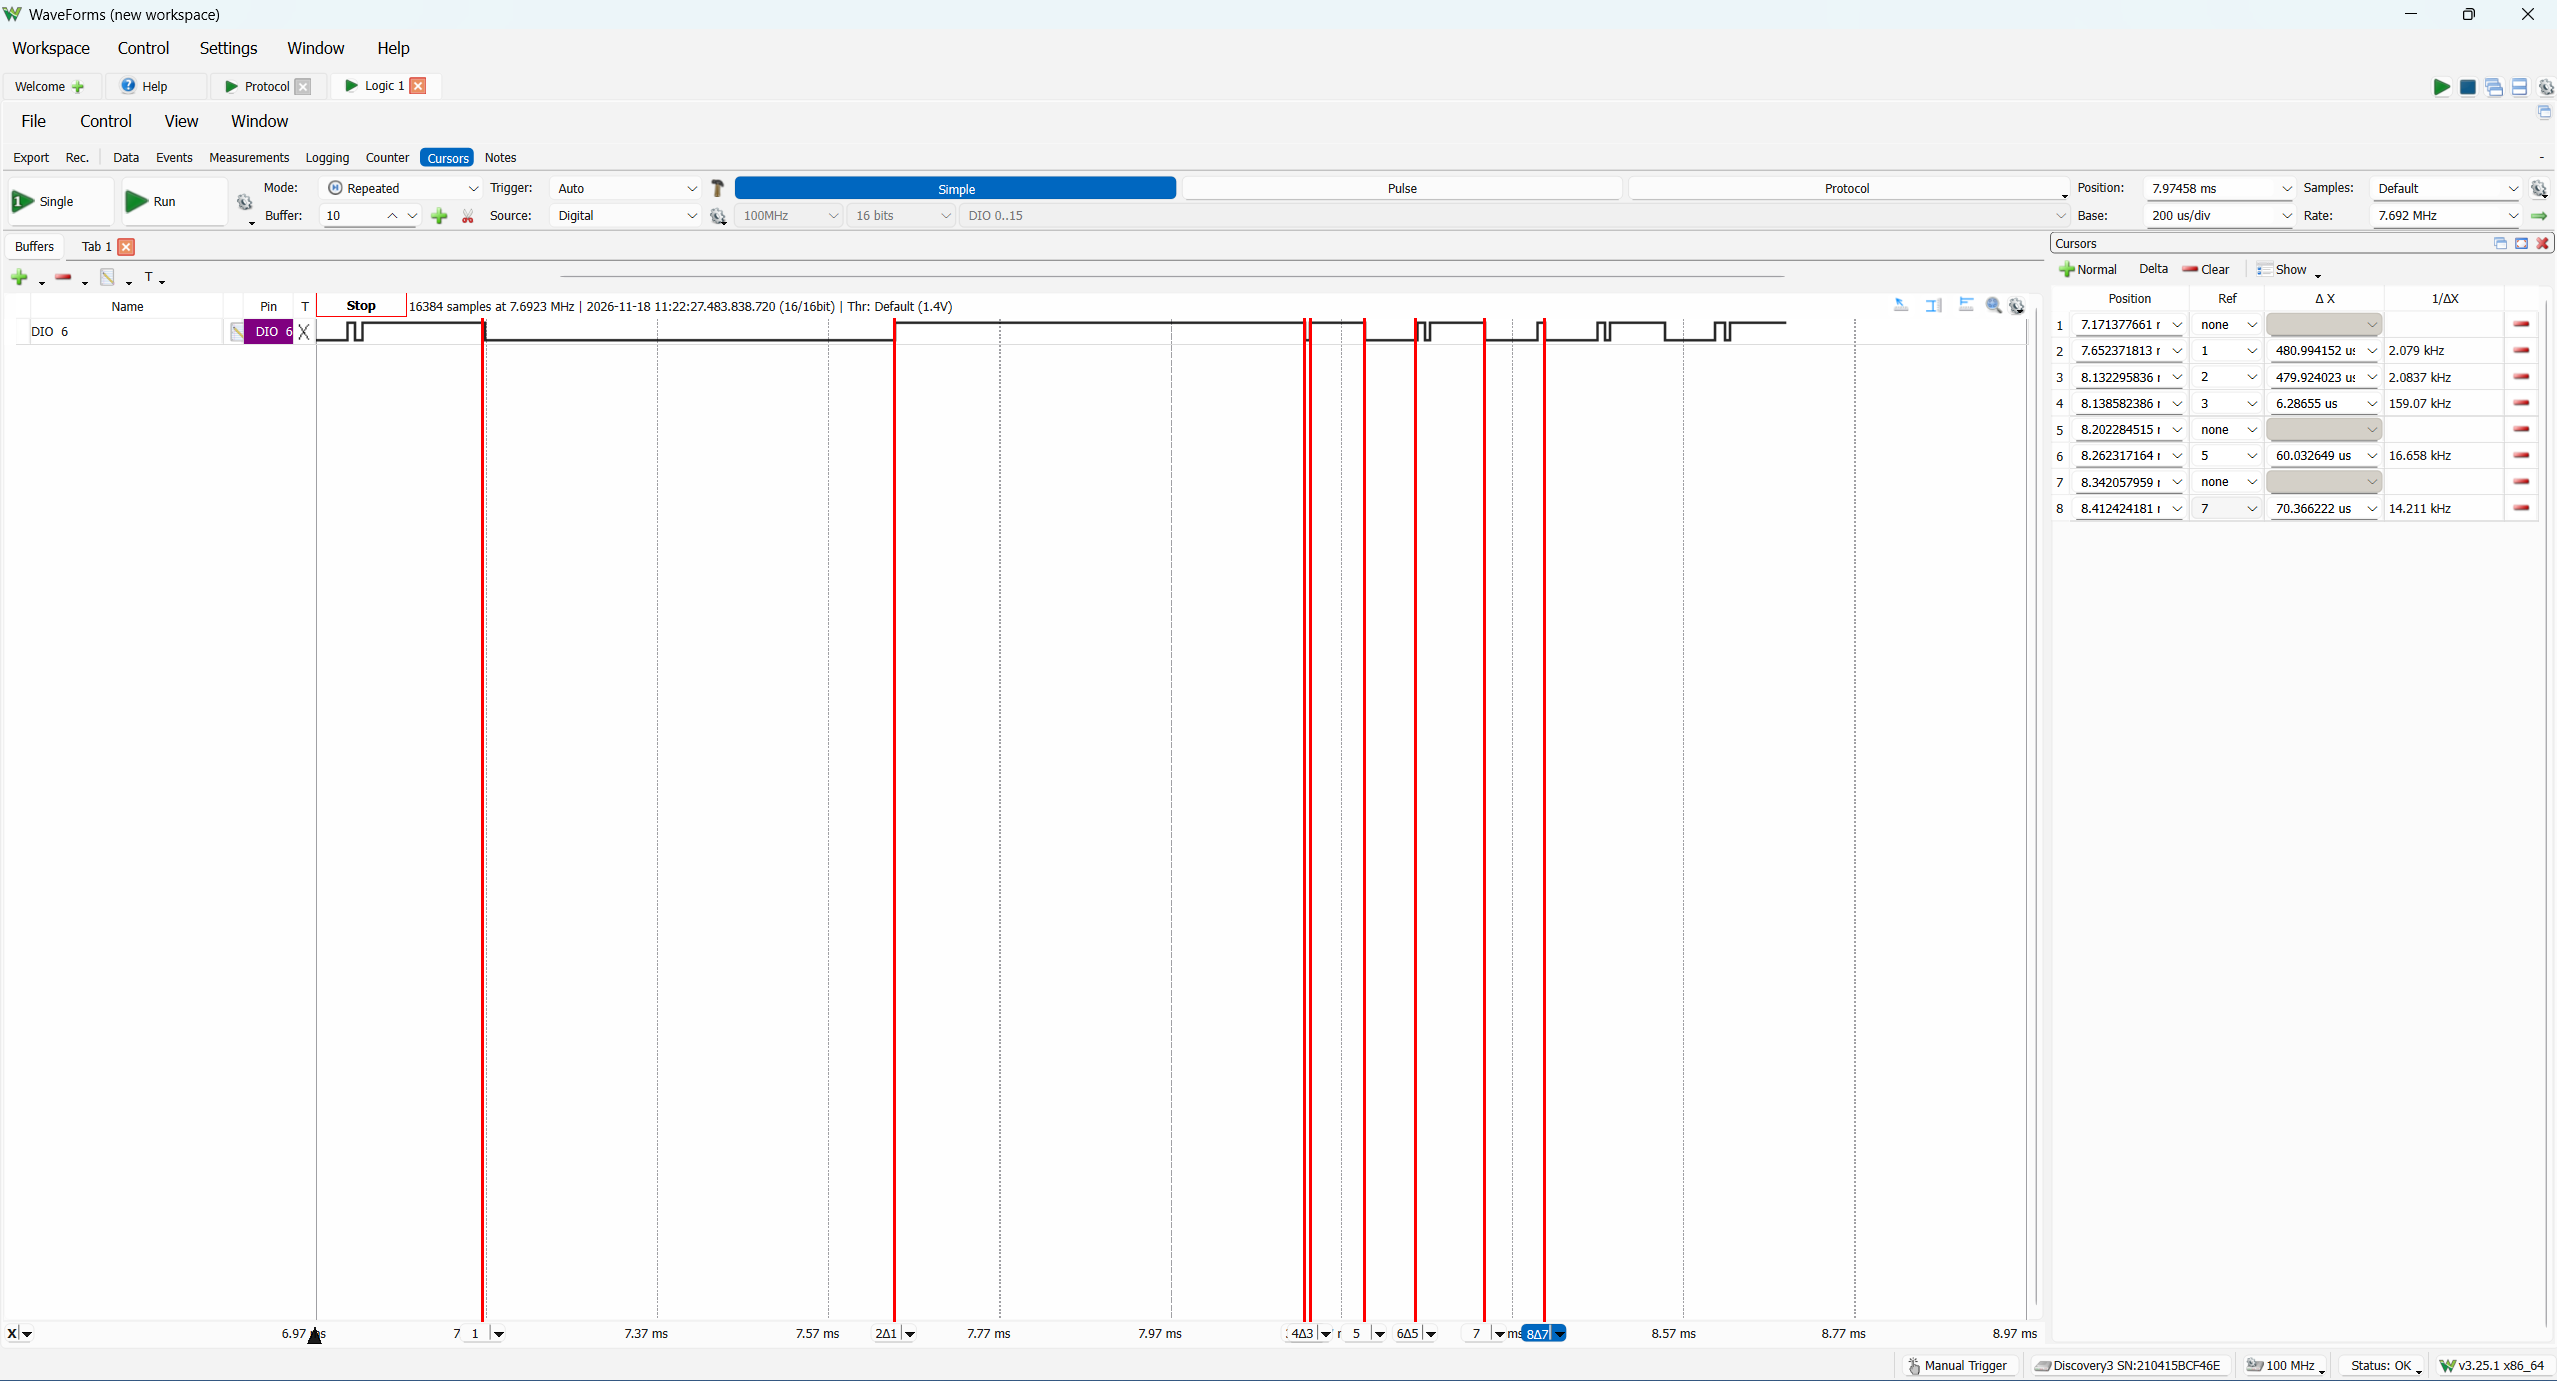 WaveForms (new workspace)
Workspace Control Settings Window Help
Welcome Help Protocol Logic 1
File Control View Window
Export Rec. Data Events Measurements Logging Counter Cursors Notes
Single Run Mode: Repeated Trigger: Auto Simple Pulse Protocol Position: 7.97458 ms Samples: Default
Buffer: 10 Source: Digital 100MHz 16 bits DIO 0..15 Base: 200 us/div Rate: 7.692 MHz
Buffers Tab 1 Cursors
T Normal Delta Clear Show
Name Pin T Stop 16384 samples at 7.6923 MHz | 2026-11-18 11:22:27.483.838.720 (16/16bit) | Thr: Default (1.4V) Position Ref Δ X 1/ΔX
DIO 6 DIO 6 X
1 7.171377661 none
2 7.652371813 1 480.994152 us 2.079 kHz
3 8.132295836 2 479.924023 us 2.0837 kHz
4 8.138582386 3 6.28655 us 159.07 kHz
5 8.202284515 none
6 8.262317164 5 60.032649 us 16.658 kHz
7 8.342057959 none
8 8.412424181 7 70.366222 us 14.211 kHz
X 6.97 ms 7 1 7.37 ms 7.57 ms 2Δ1 7.77 ms 7.97 ms 4Δ3 5 6Δ5 7 ms 8Δ7 8.57 ms 8.77 ms 8.97 ms
Manual Trigger Discovery3 SN:210415BCF46E 100 MHz Status: OK v3.25.1 x86_64